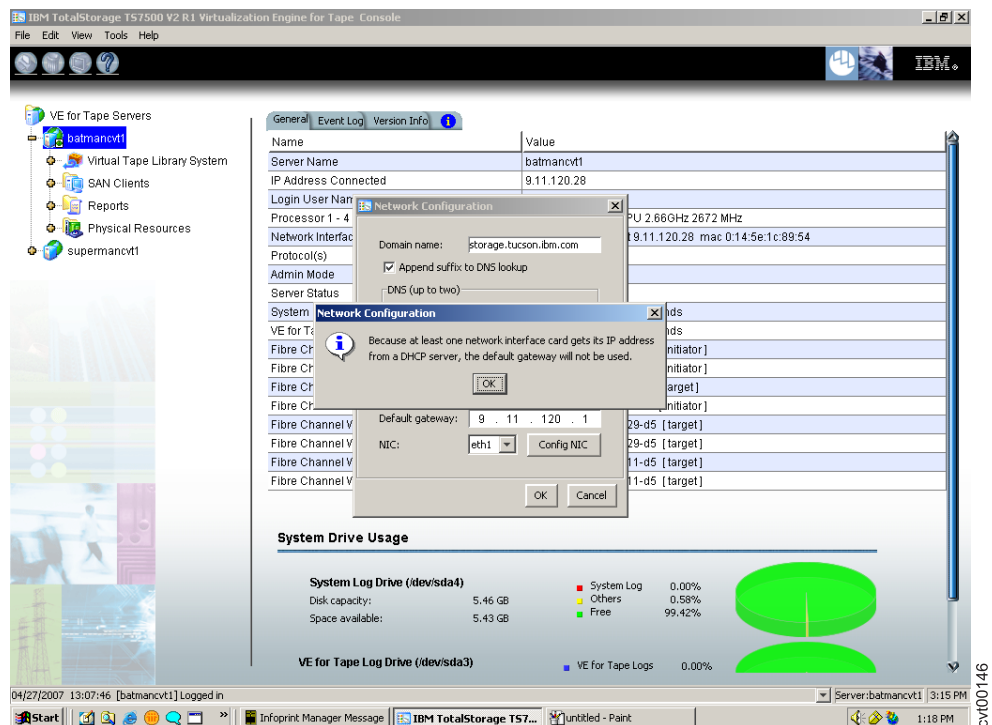 IBM TotalStorage TS7500 V2 R1 Virtualization Engine for Tape Console
File Edit View Tools Help
IBM
VE for Tape Servers
batmancvt1
Virtual Tape Library System
SAN Clients
Reports
Physical Resources
supermancvt1
General Event Log Version Info
Name Value
Server Name batmancvt1
IP Address Connected 9.11.120.28
Login User Nam
Processor 1 - 4 PU 2.66GHz 2672 MHz
Network Interfac t 9.11.120.28 mac 0:14:5e:1c:89:54
Protocol(s)
Admin Mode
Server Status
System nds
VE for Ta nds
Fibre Ch nitiator]
Fibre Ch nitiator]
Fibre Ch arget]
Fibre Ch nitiator]
Fibre Channel V 29-d5 [target]
Fibre Channel V 29-d5 [target]
Fibre Channel V 11-d5 [target]
Fibre Channel V 11-d5 [target]
Network Configuration
Domain name: storage.tucson.ibm.com
Append suffix to DNS lookup
DNS (up to two)
Network Configuration
Because at least one network interface card gets its IP address
from a DHCP server, the default gateway will not be used.
OK
Default gateway: 9 . 11 . 120 . 1
NIC: eth1 Config NIC
OK Cancel
System Drive Usage
System Log Drive (/dev/sda4)
Disk capacity: 5.46 GB
Space available: 5.43 GB
System Log 0.00%
Others 0.58%
Free 99.42%
VE for Tape Log Drive (/dev/sda3)
VE for Tape Logs 0.00%
04/27/2007 13:07:46 [batmancvt1] Logged in
Server:batmancvt1 3:15 PM
Start » Infoprint Manager Message IBM TotalStorage TS7... untitled - Paint 1:18 PM